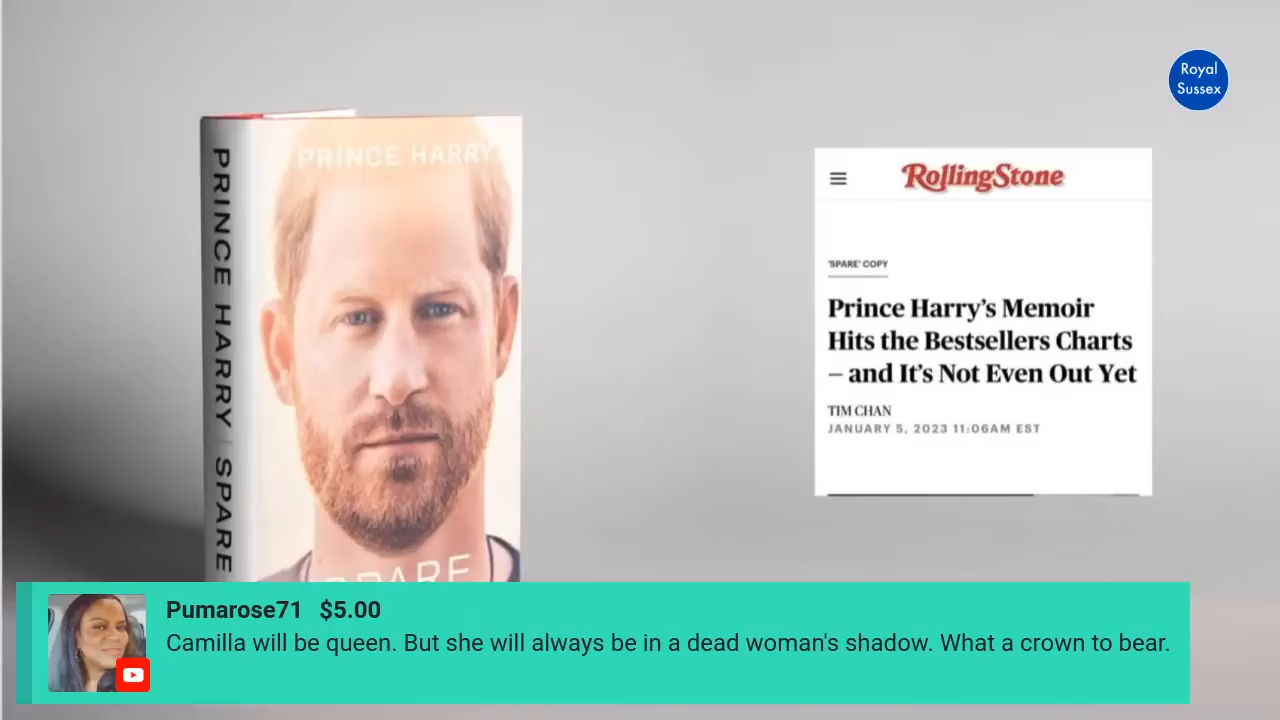 PRINCE HARRY
PRINCE HARRY | SPARE
SPARE
Royal
Sussex
RollingStone
'SPARE' COPY
Prince Harry's Memoir
Hits the Bestsellers Charts
– and It's Not Even Out Yet
TIM CHAN
JANUARY 5, 2023 11:06AM EST
Pumarose71 $5.00
Camilla will be queen. But she will always be in a dead woman's shadow. What a crown to bear.